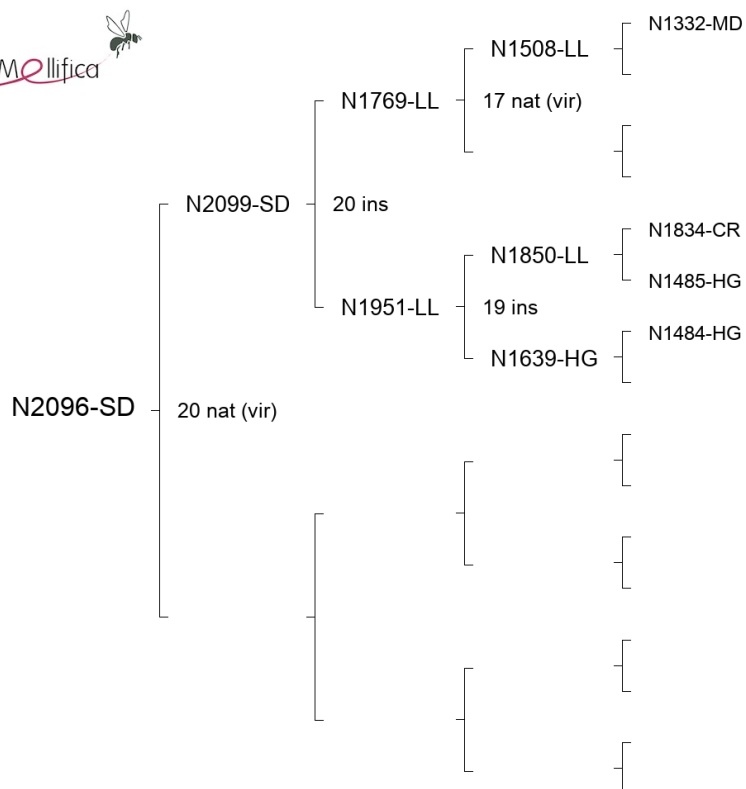 Mellifica
N1332-MD
N1508-LL
N1769-LL
17 nat (vir)
N2099-SD
20 ins
N1834-CR
N1850-LL
N1485-HG
N1951-LL
19 ins
N1484-HG
N1639-HG
N2096-SD
20 nat (vir)